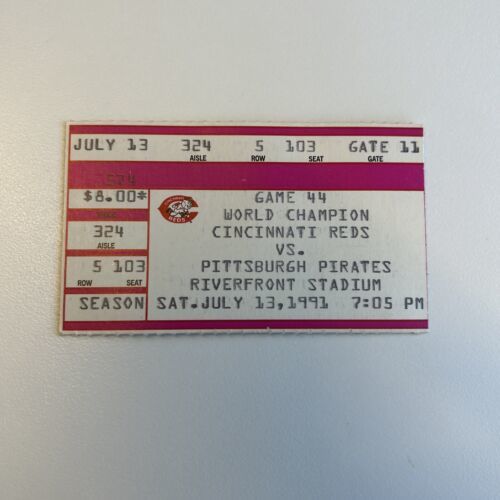 JULY 13 324 5 103 GATE 11
AISLE ROW SEAT GATE
$8.00*
324
AISLE
5 103
ROW SEAT
SEASON
REDS
GAME 44
WORLD CHAMPION
CINCINNATI REDS
VS.
PITTSBURGH PIRATES
RIVERFRONT STADIUM
SAT.JULY 13,1991 7:05 PM